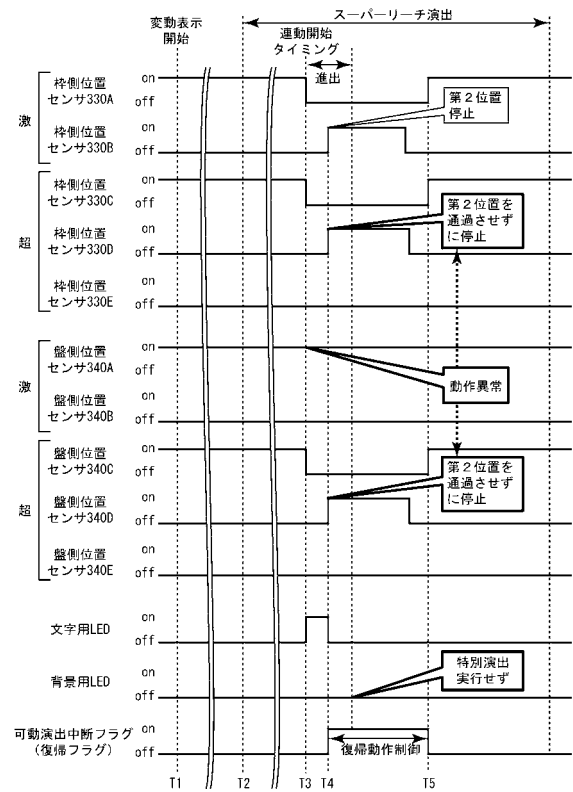 変動表示
開始
スーパーリーチ演出
連動開始
タイミング
進出
激
枠側位置
センサ330A
on
off
枠側位置
センサ330B
on
off
第2位置
停止
超
枠側位置
センサ330C
on
off
枠側位置
センサ330D
on
off
第2位置を
通過させず
に停止
枠側位置
センサ330E
on
off
激
盤側位置
センサ340A
on
off
動作異常
盤側位置
センサ340B
on
off
超
盤側位置
センサ340C
on
off
盤側位置
センサ340D
on
off
第2位置を
通過させず
に停止
盤側位置
センサ340E
on
off
文字用LED
on
off
背景用LED
on
off
特別演出
実行せず
可動演出中断フラグ
(復帰フラグ)
on
off
復帰動作制御
T1 T2 T3 T4 T5